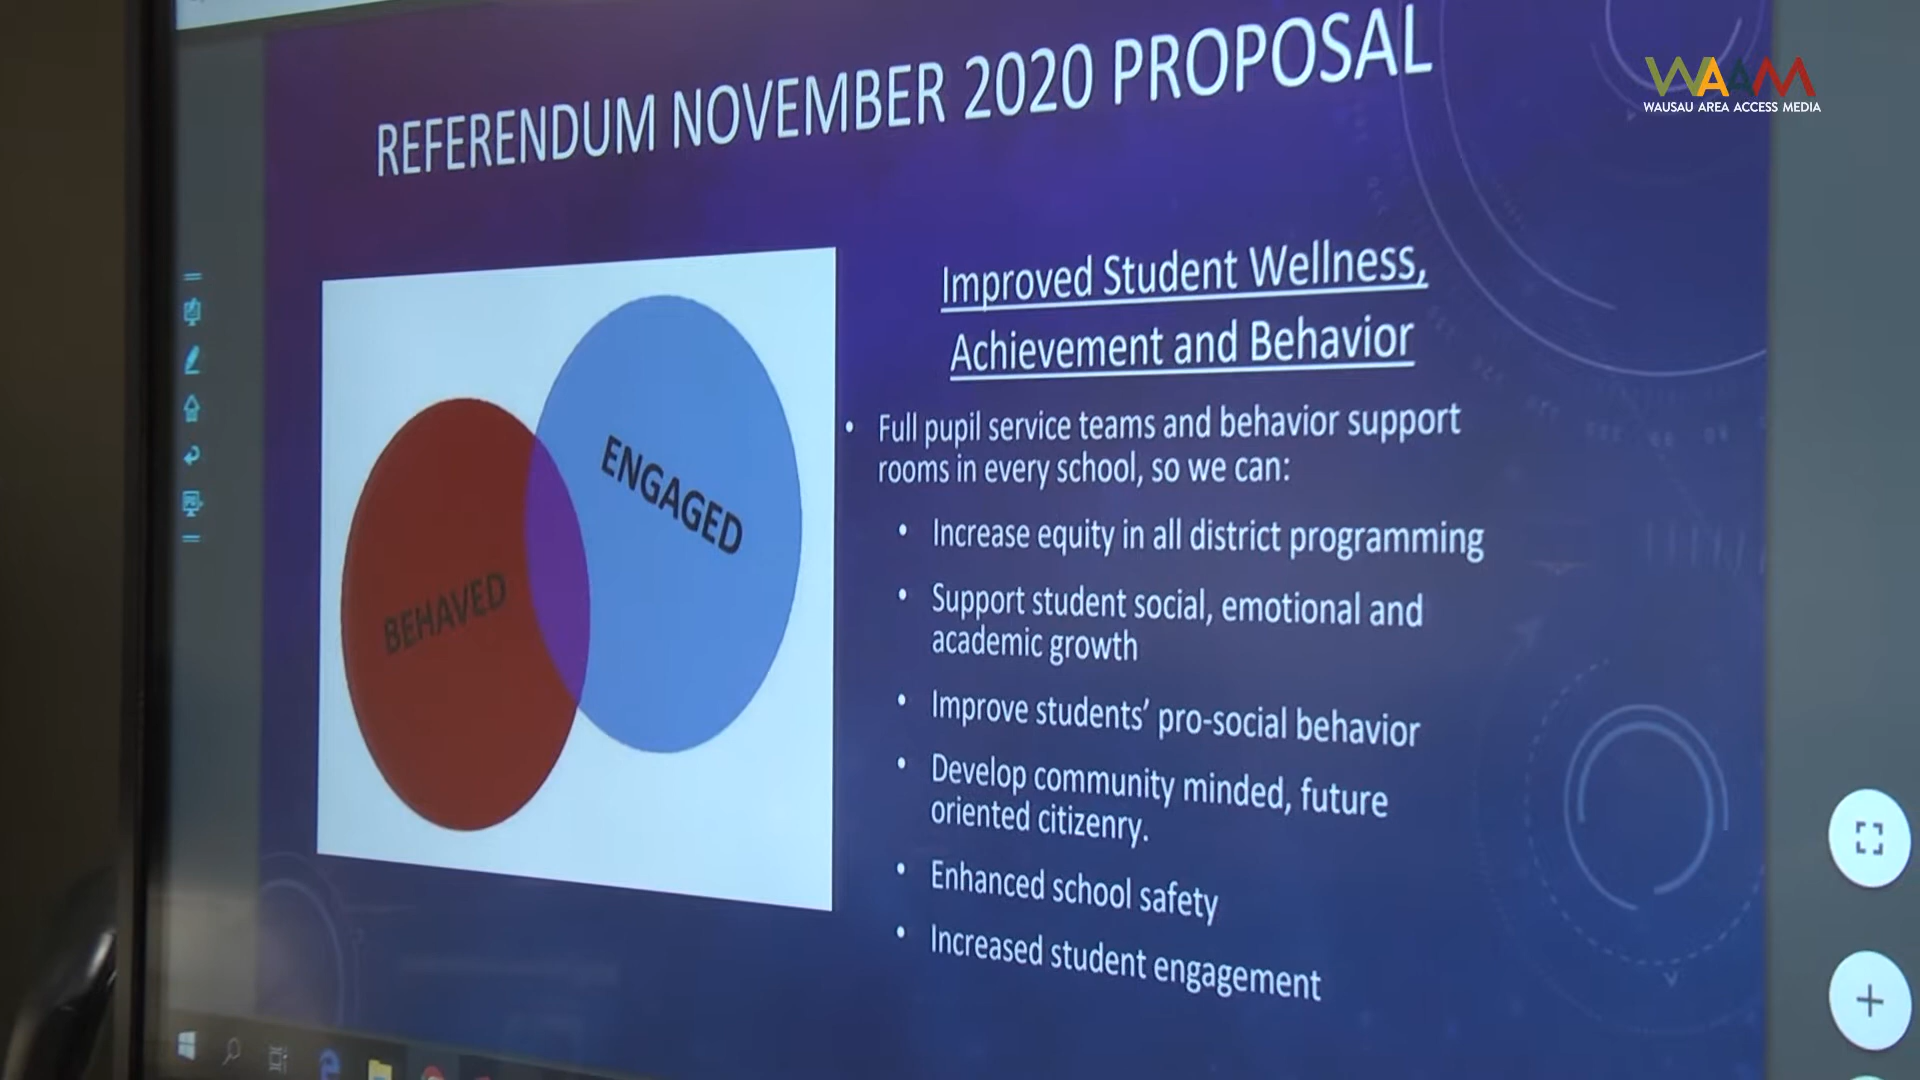 REFERENDUM NOVEMBER 2020 PROPOSAL
WAAM
WAUSAU AREA ACCESS MEDIA
BEHAVED
ENGAGED
Improved Student Wellness,
Achievement and Behavior
• Full pupil service teams and behavior support
rooms in every school, so we can:
• Increase equity in all district programming
• Support student social, emotional and
academic growth
• Improve students’ pro-social behavior
• Develop community minded, future
oriented citizenry.
• Enhanced school safety
• Increased student engagement